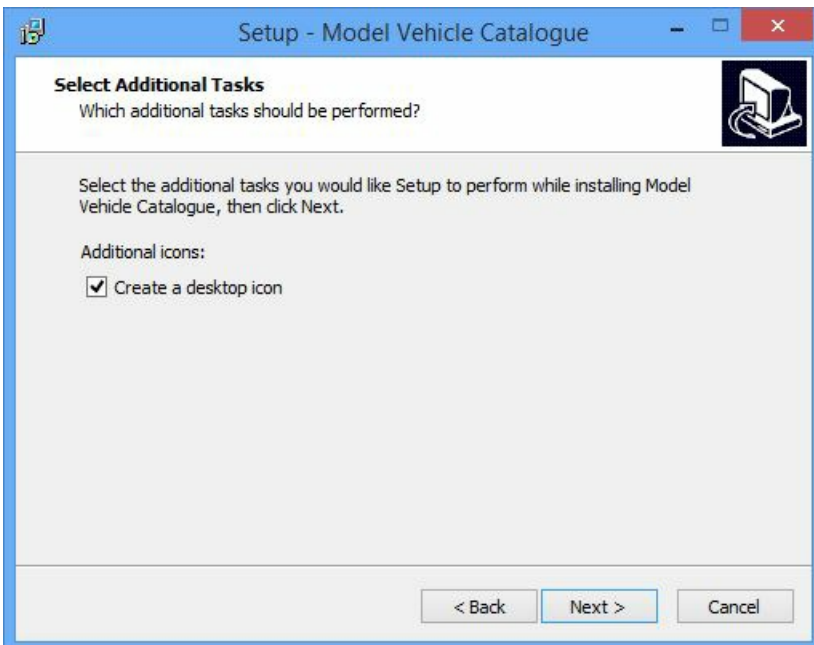 Setup - Model Vehicle Catalogue
Select Additional Tasks
Which additional tasks should be performed?
Select the additional tasks you would like Setup to perform while installing Model
Vehicle Catalogue, then click Next.
Additional icons:
Create a desktop icon
< Back Next > Cancel